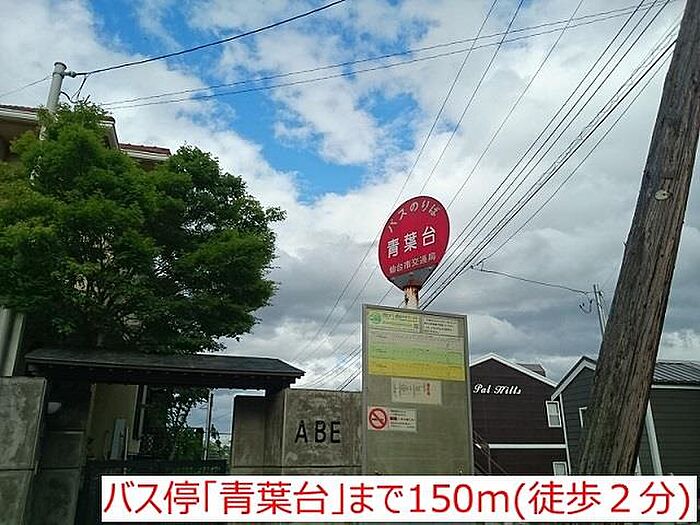 バスのりば
青葉台
仙台市交通局
Pal Hills
ABE
バス停「青葉台」まで150m(徒歩２分)